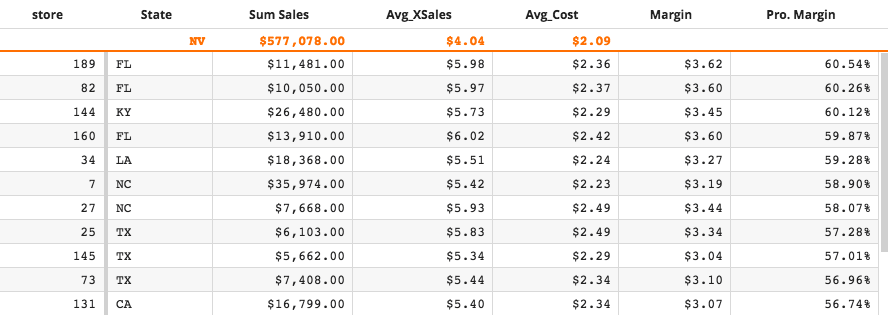 store State Sum Sales Avg_XSales Avg_Cost Margin Pro. Margin
NV $577,078.00 $4.04 $2.09
189 FL $11,481.00 $5.98 $2.36 $3.62 60.54%
82 FL $10,050.00 $5.97 $2.37 $3.60 60.26%
144 KY $26,480.00 $5.73 $2.29 $3.45 60.12%
160 FL $13,910.00 $6.02 $2.42 $3.60 59.87%
34 LA $18,368.00 $5.51 $2.24 $3.27 59.28%
7 NC $35,974.00 $5.42 $2.23 $3.19 58.90%
27 NC $7,668.00 $5.93 $2.49 $3.44 58.07%
25 TX $6,103.00 $5.83 $2.49 $3.34 57.28%
145 TX $5,662.00 $5.34 $2.29 $3.04 57.01%
73 TX $7,408.00 $5.44 $2.34 $3.10 56.96%
131 CA $16,799.00 $5.40 $2.34 $3.07 56.74%